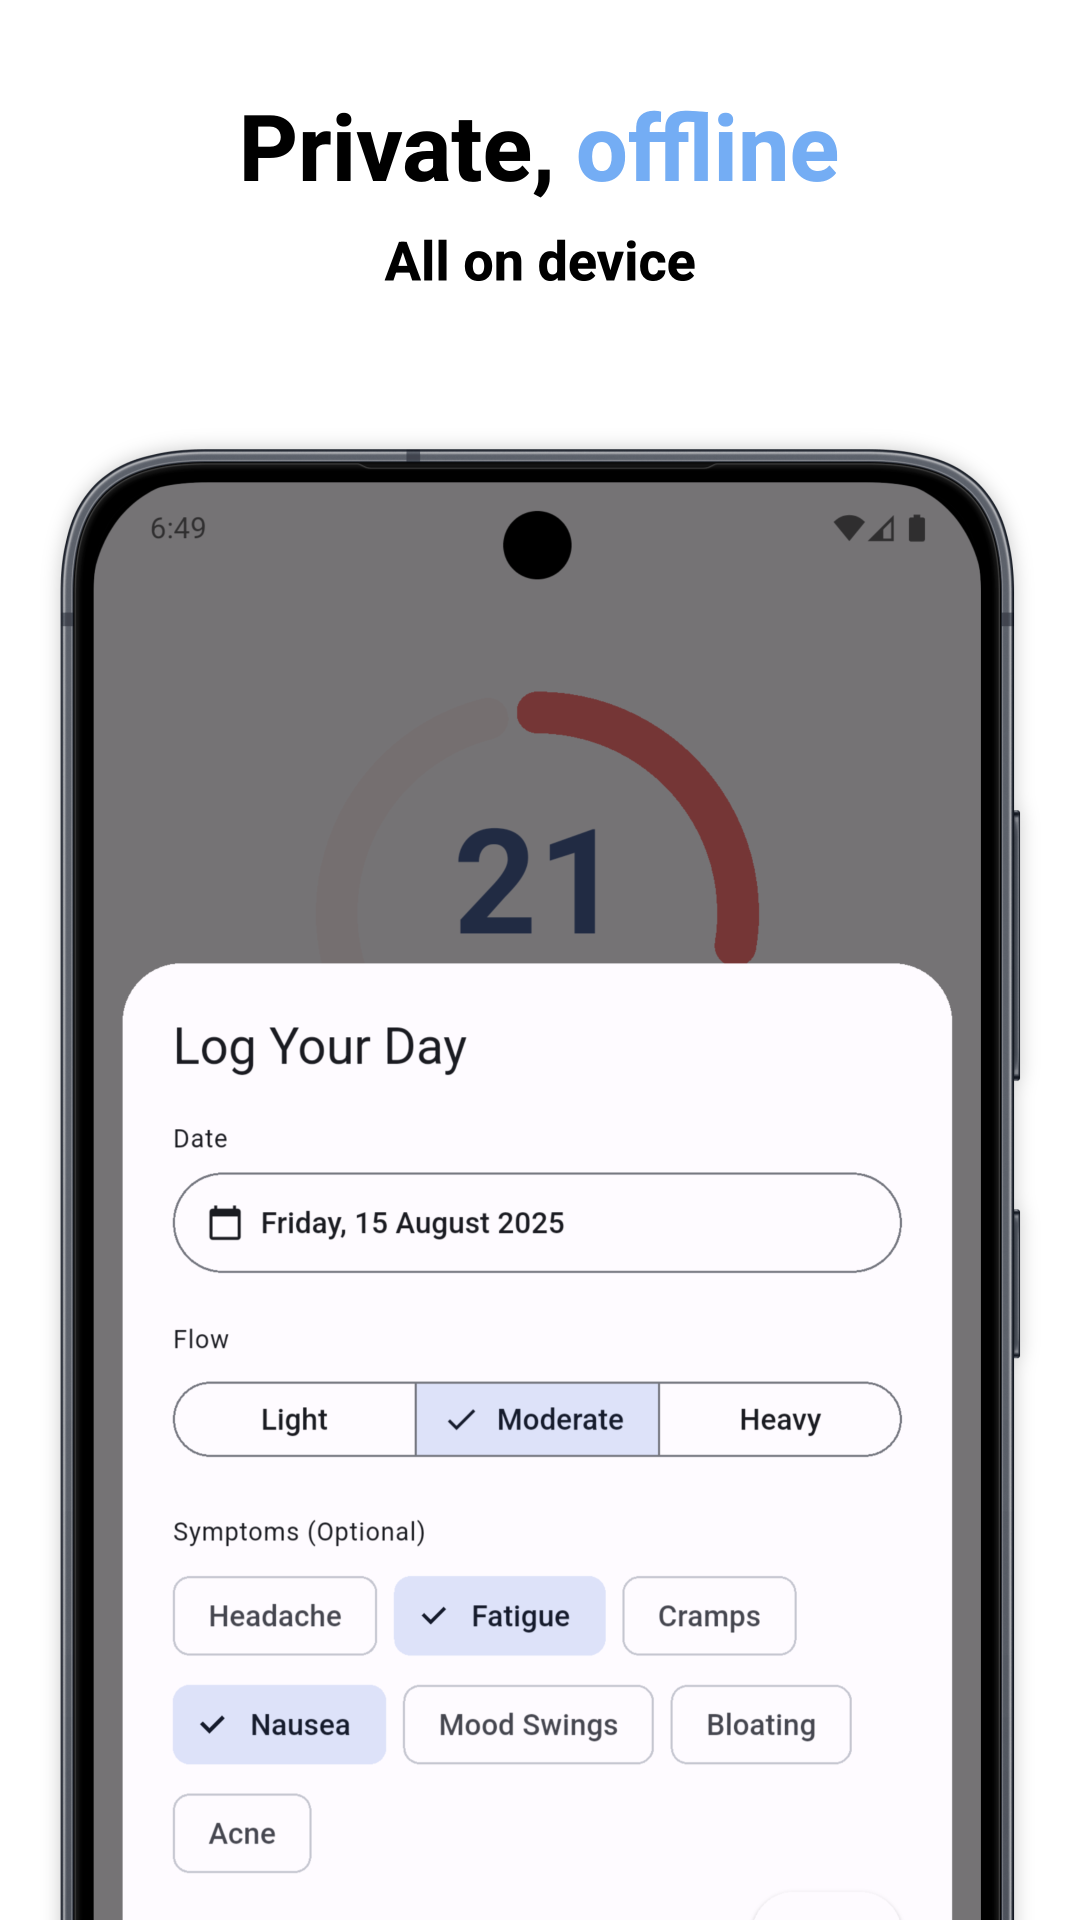 Private, offline
All on device
6:49
21
Log Your Day
Date
Friday, 15 August 2025
Flow
Light Moderate Heavy
Symptoms (Optional)
Headache Fatigue Cramps
Nausea Mood Swings Bloating
Acne